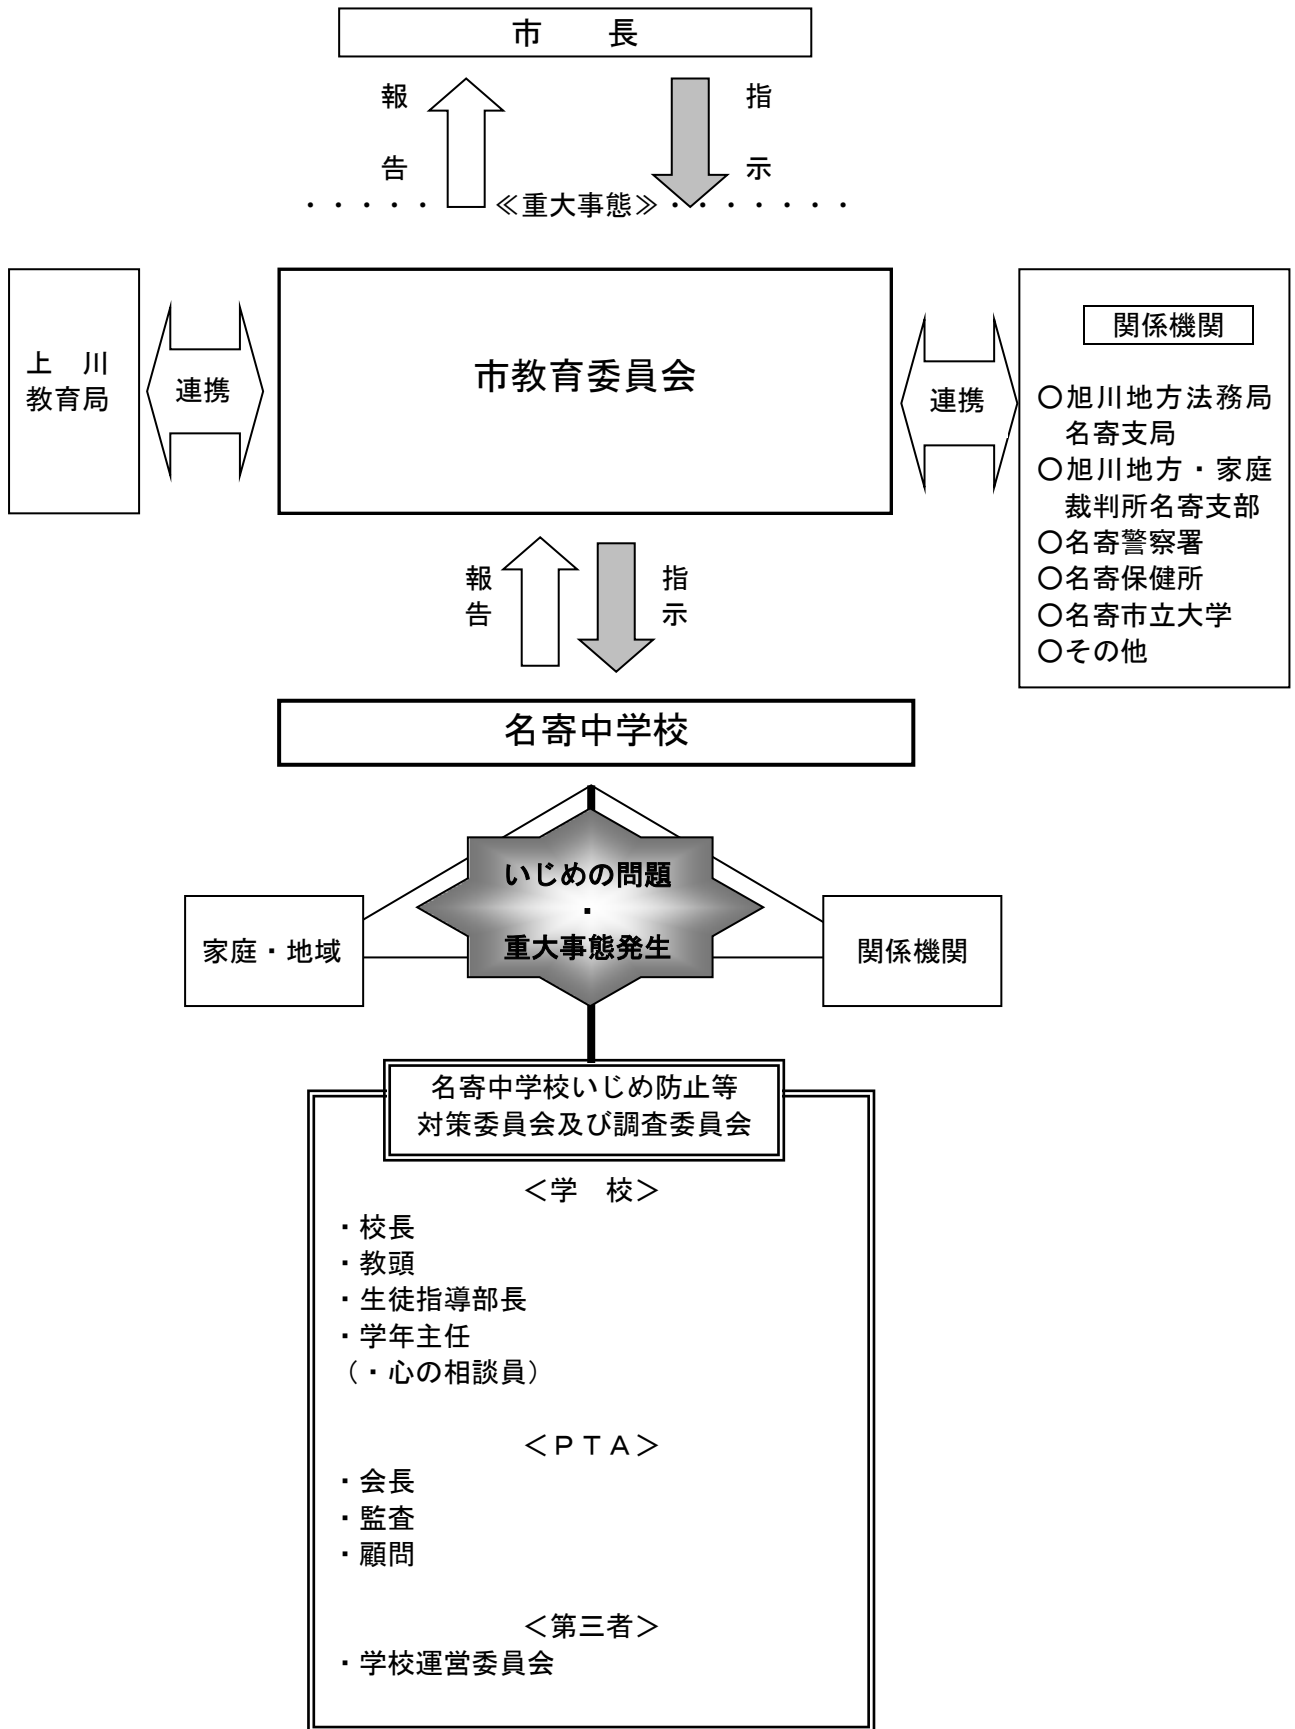 市　　長
報
告
指
示
・・・・・ ≪重大事態≫ ・・・・・・・
上　川
教育局
連携
市教育委員会
連携
関係機関
○旭川地方法務局
名寄支局
○旭川地方・家庭
裁判所名寄支部
○名寄警察署
○名寄保健所
○名寄市立大学
○その他
報
告
指
示
名寄中学校
いじめの問題
・
重大事態発生
家庭・地域
関係機関
名寄中学校いじめ防止等
対策委員会及び調査委員会
＜学　校＞
・校長
・教頭
・生徒指導部長
・学年主任
（・心の相談員）
＜ＰＴＡ＞
・会長
・監査
・顧問
＜第三者＞
・学校運営委員会